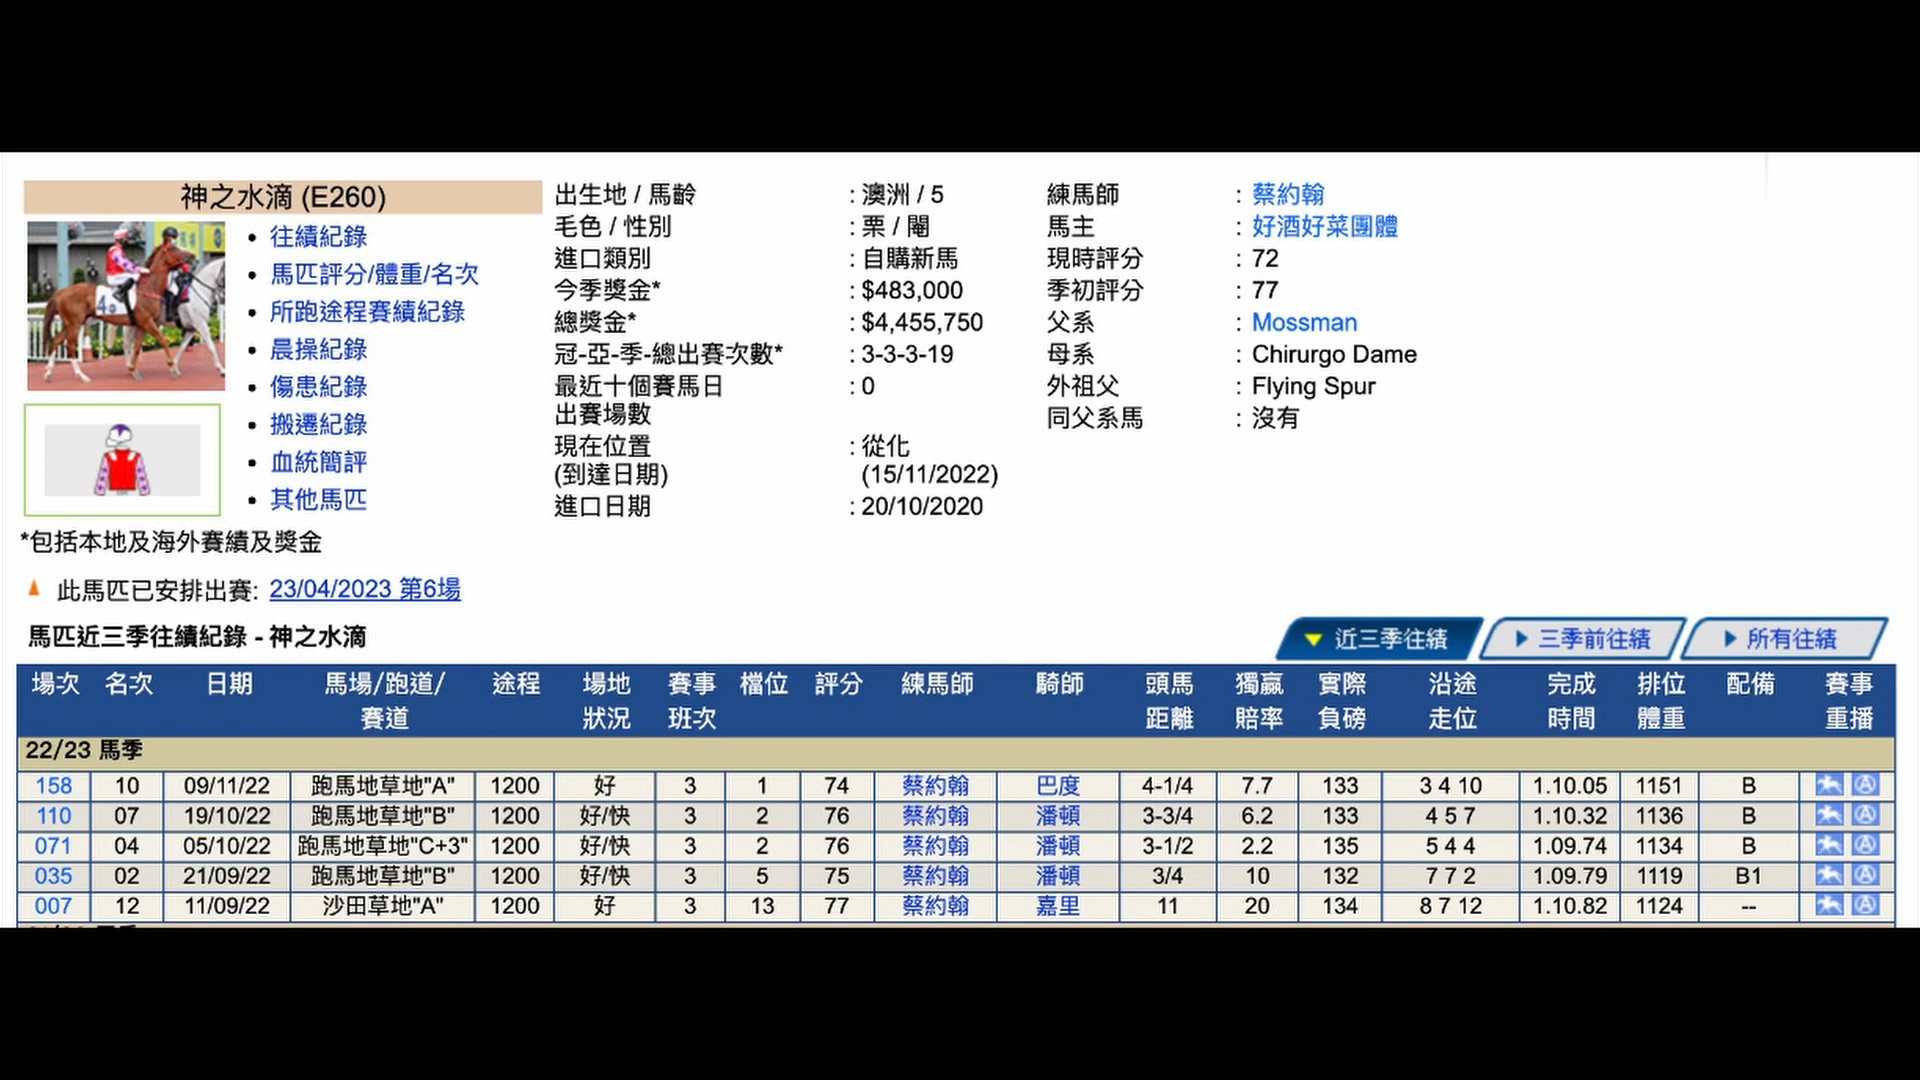 神之水滴 (E260)
• 往績紀錄
• 馬匹評分/體重/名次
• 所跑途程賽績紀錄
• 晨操紀錄
• 傷患紀錄
• 搬遷紀錄
• 血統簡評
• 其他馬匹
出生地 / 馬齡 : 澳洲 / 5
毛色 / 性別 : 栗 / 閹
進口類別 : 自購新馬
今季獎金* : $483,000
總獎金* : $4,455,750
冠-亞-季-總出賽次數* : 3-3-3-19
最近十個賽馬日 : 0
出賽場數
現在位置 : 從化
(到達日期) (15/11/2022)
進口日期 : 20/10/2020
練馬師 : 蔡約翰
馬主 : 好酒好菜團體
現時評分 : 72
季初評分 : 77
父系 : Mossman
母系 : Chirurgo Dame
外祖父 : Flying Spur
同父系馬 : 沒有
*包括本地及海外賽績及獎金
此馬匹已安排出賽: 23/04/2023 第6場
馬匹近三季往績紀錄 - 神之水滴
近三季往績 三季前往績 所有往績
場次 名次 日期 馬場/跑道/ 途程 場地 賽事 檔位 評分 練馬師 騎師 頭馬 獨贏 實際 沿途 完成 排位 配備 賽事
賽道 狀況 班次 距離 賠率 負磅 走位 時間 體重 重播
22/23 馬季
158 10 09/11/22 跑馬地草地"A" 1200 好 3 1 74 蔡約翰 巴度 4-1/4 7.7 133 3 4 10 1.10.05 1151 B
110 07 19/10/22 跑馬地草地"B" 1200 好/快 3 2 76 蔡約翰 潘頓 3-3/4 6.2 133 4 5 7 1.10.32 1136 B
071 04 05/10/22 跑馬地草地"C+3" 1200 好/快 3 2 76 蔡約翰 潘頓 3-1/2 2.2 135 5 4 4 1.09.74 1134 B
035 02 21/09/22 跑馬地草地"B" 1200 好/快 3 5 75 蔡約翰 潘頓 3/4 10 132 7 7 2 1.09.79 1119 B1
007 12 11/09/22 沙田草地"A" 1200 好 3 13 77 蔡約翰 嘉里 11 20 134 8 7 12 1.10.82 1124 --